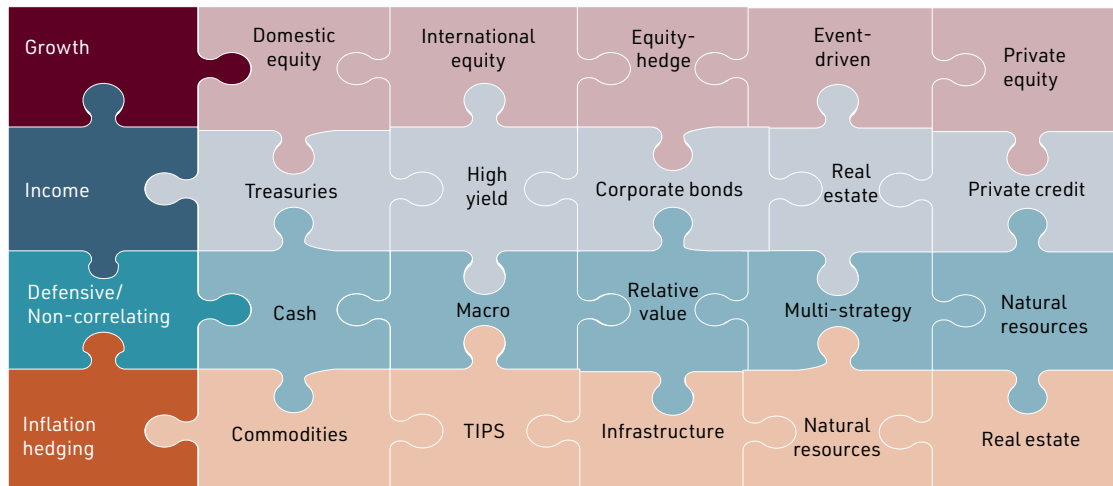 Growth
Domestic
equity
International
equity
Equity-
hedge
Event-
driven
Private
equity
Income
Treasuries
High
yield
Corporate bonds
Real
estate
Private credit
Defensive/
Non-correlating
Cash
Macro
Relative
value
Multi-strategy
Natural
resources
Inflation
hedging
Commodities
TIPS
Infrastructure
Natural
resources
Real estate